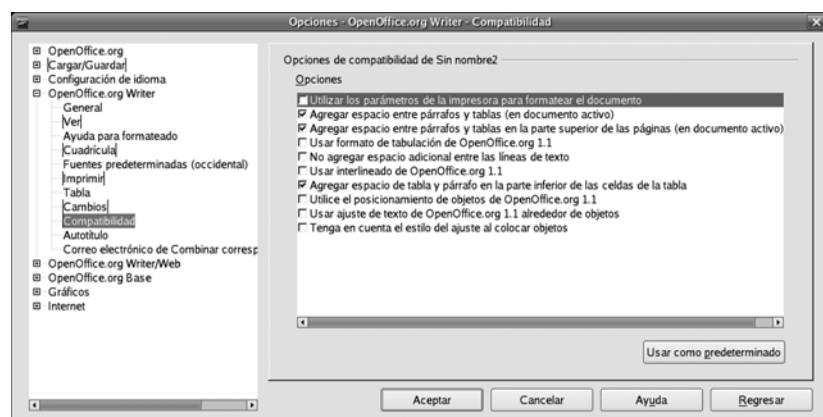 Opciones - OpenOffice.org Writer - Compatibilidad
OpenOffice.org
Cargar/Guardar
Configuración de idioma
OpenOffice.org Writer
General
Ver
Ayuda para formateado
Cuadrícula
Fuentes predeterminadas (occidental)
Imprimir
Tabla
Cambios
Compatibilidad
Autotítulo
Correo electrónico de Combinar corresp
OpenOffice.org Writer/Web
OpenOffice.org Base
Gráficos
Internet
Opciones de compatibilidad de Sin nombre2
Opciones
Utilizar los parámetros de la impresora para formatear el documento
Agregar espacio entre párrafos y tablas (en documento activo)
Agregar espacio entre párrafos y tablas en la parte superior de las páginas (en documento activo)
Usar formato de tabulación de OpenOffice.org 1.1
No agregar espacio adicional entre las líneas de texto
Usar interlineado de OpenOffice.org 1.1
Agregar espacio de tabla y párrafo en la parte inferior de las celdas de la tabla
Utilice el posicionamiento de objetos de OpenOffice.org 1.1
Usar ajuste de texto de OpenOffice.org 1.1 alrededor de objetos
Tenga en cuenta el estilo del ajuste al colocar objetos
Usar como predeterminado
Aceptar
Cancelar
Ayuda
Regresar